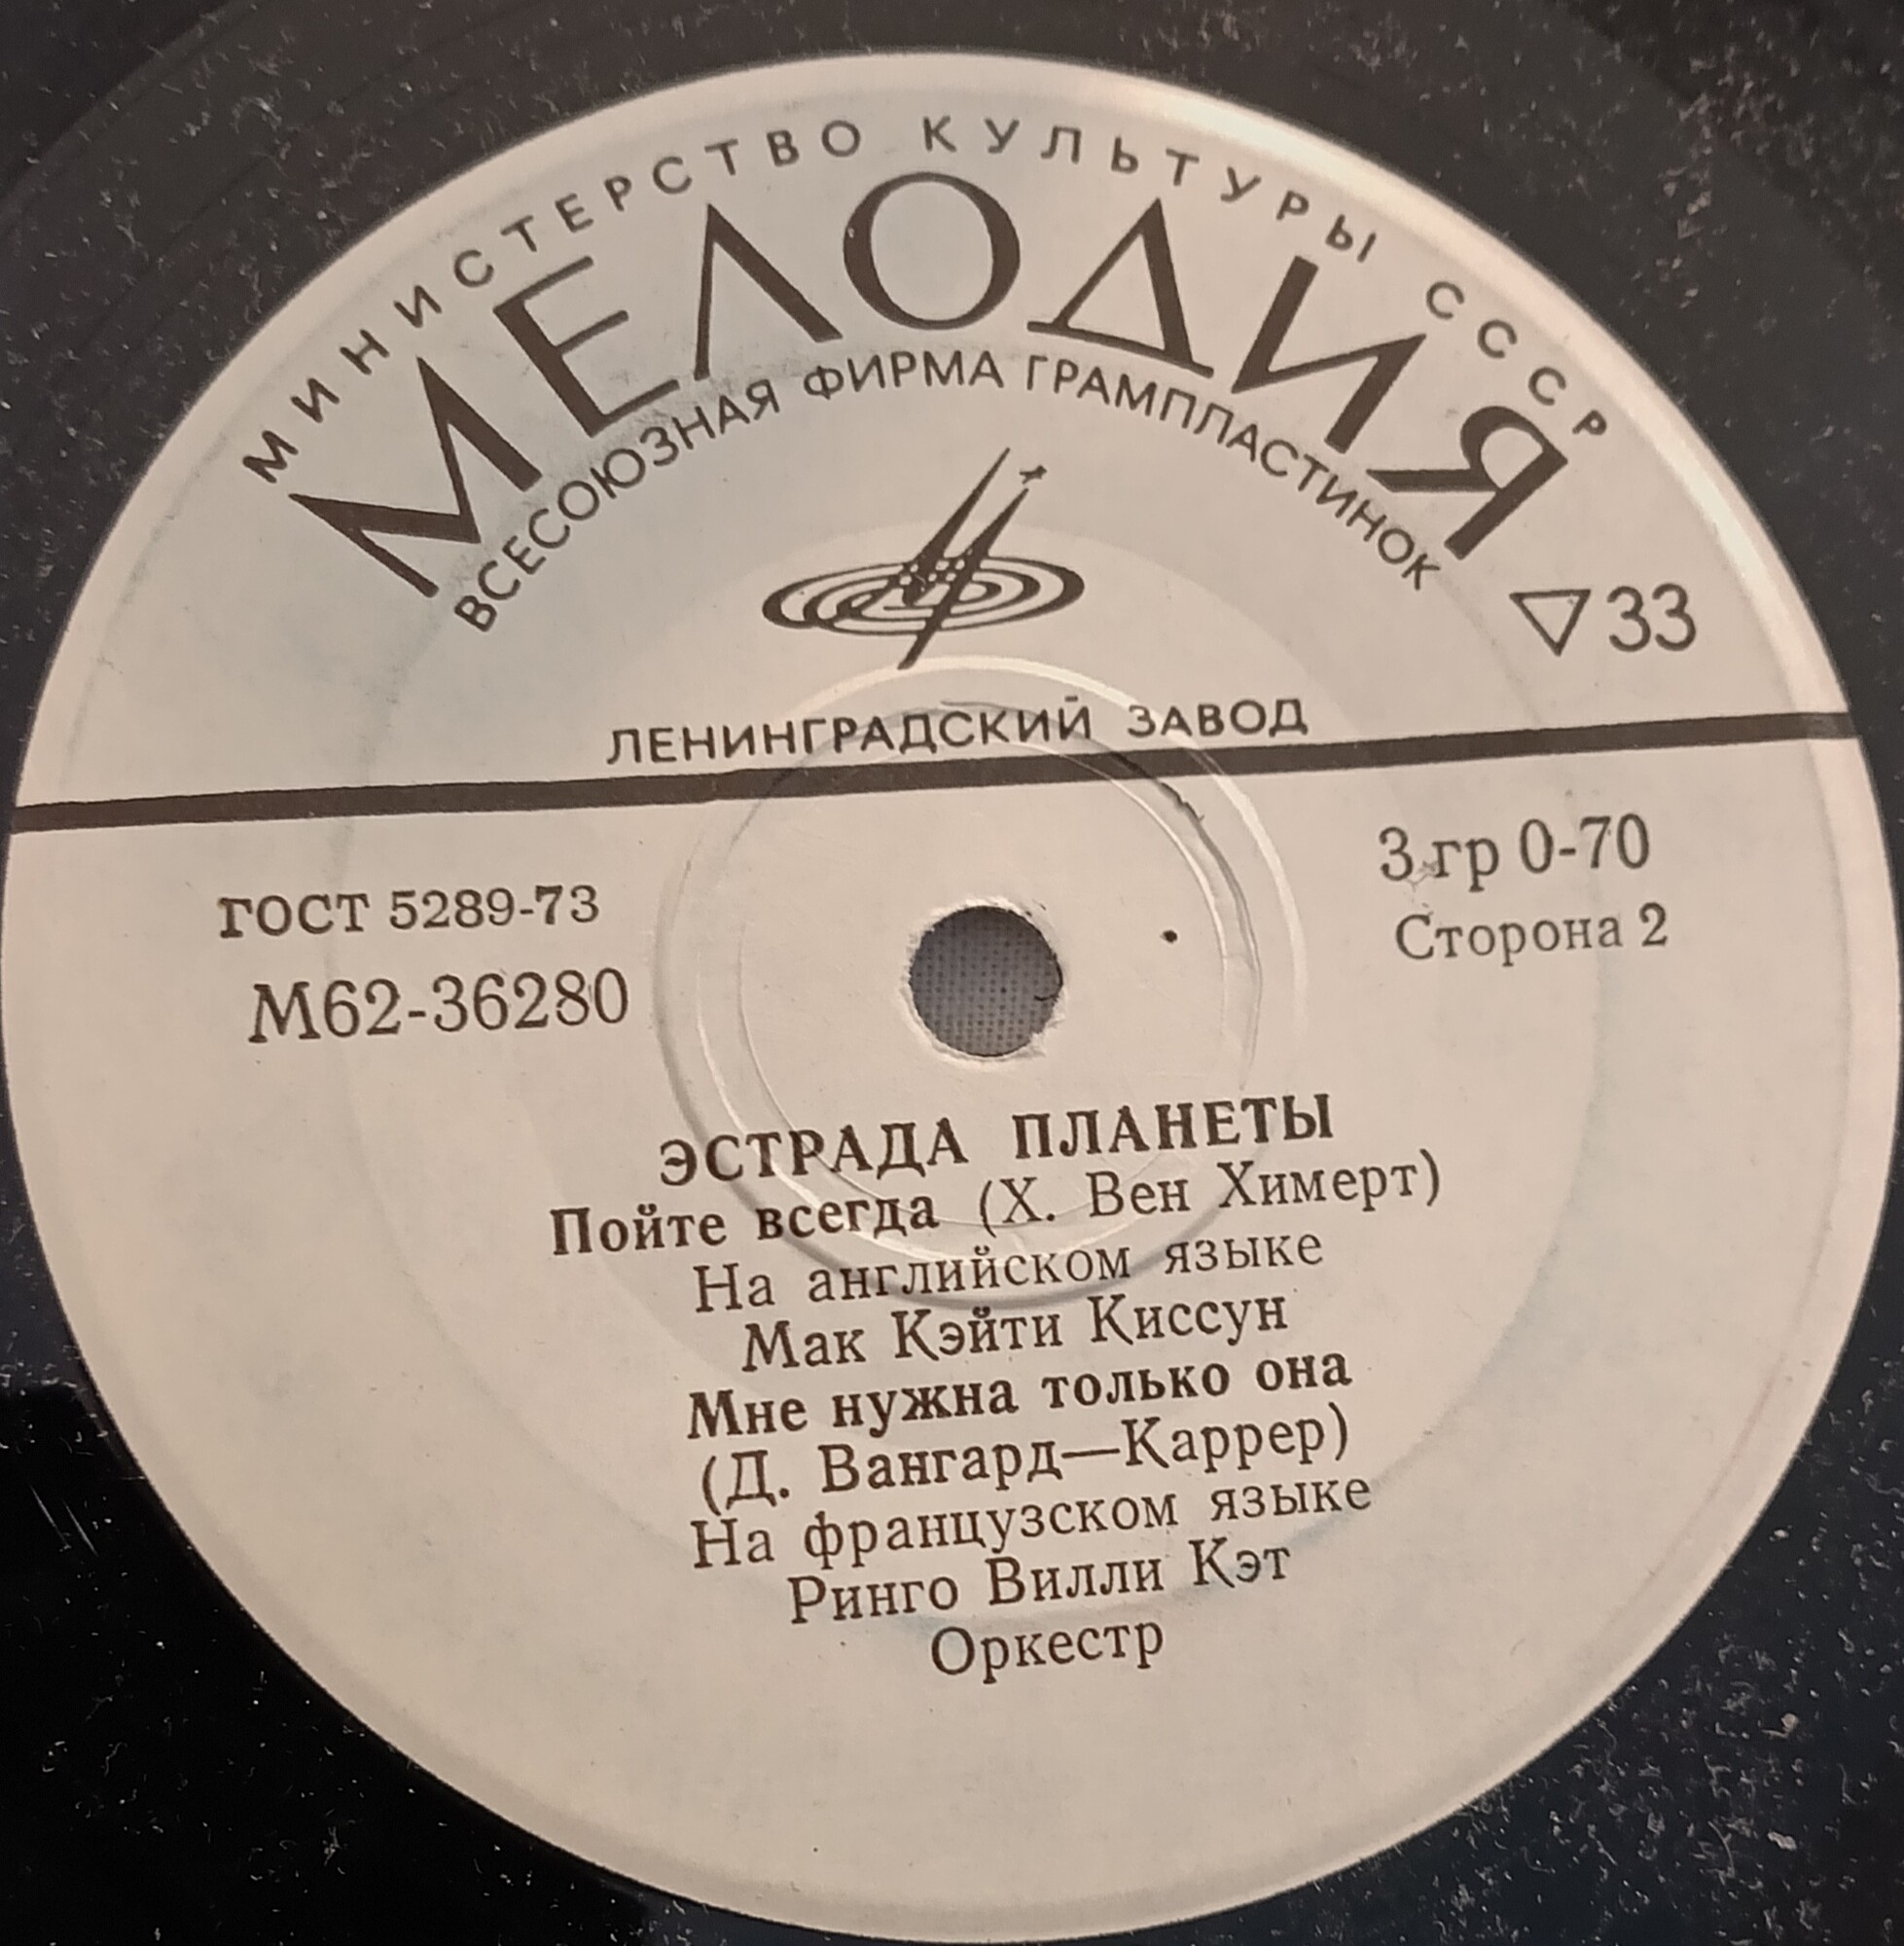 МИНИСТЕРСТВО КУЛЬТУРЫ СССР
МЕЛОДИЯ
ВСЕСОЮЗНАЯ ФИРМА ГРАМПЛАСТИНОК
▽33
ЛЕНИНГРАДСКИЙ ЗАВОД
ГОСТ 5289-73
М62-36280
3 гр 0-70
Сторона 2
ЭСТРАДА ПЛАНЕТЫ
Пойте всегда (Х. Вен Химерт)
На английском языке
Мак Кэйти Киссун
Мне нужна только она
(Д. Вангард—Каррер)
На французском языке
Ринго Вилли Кэт
Оркестр